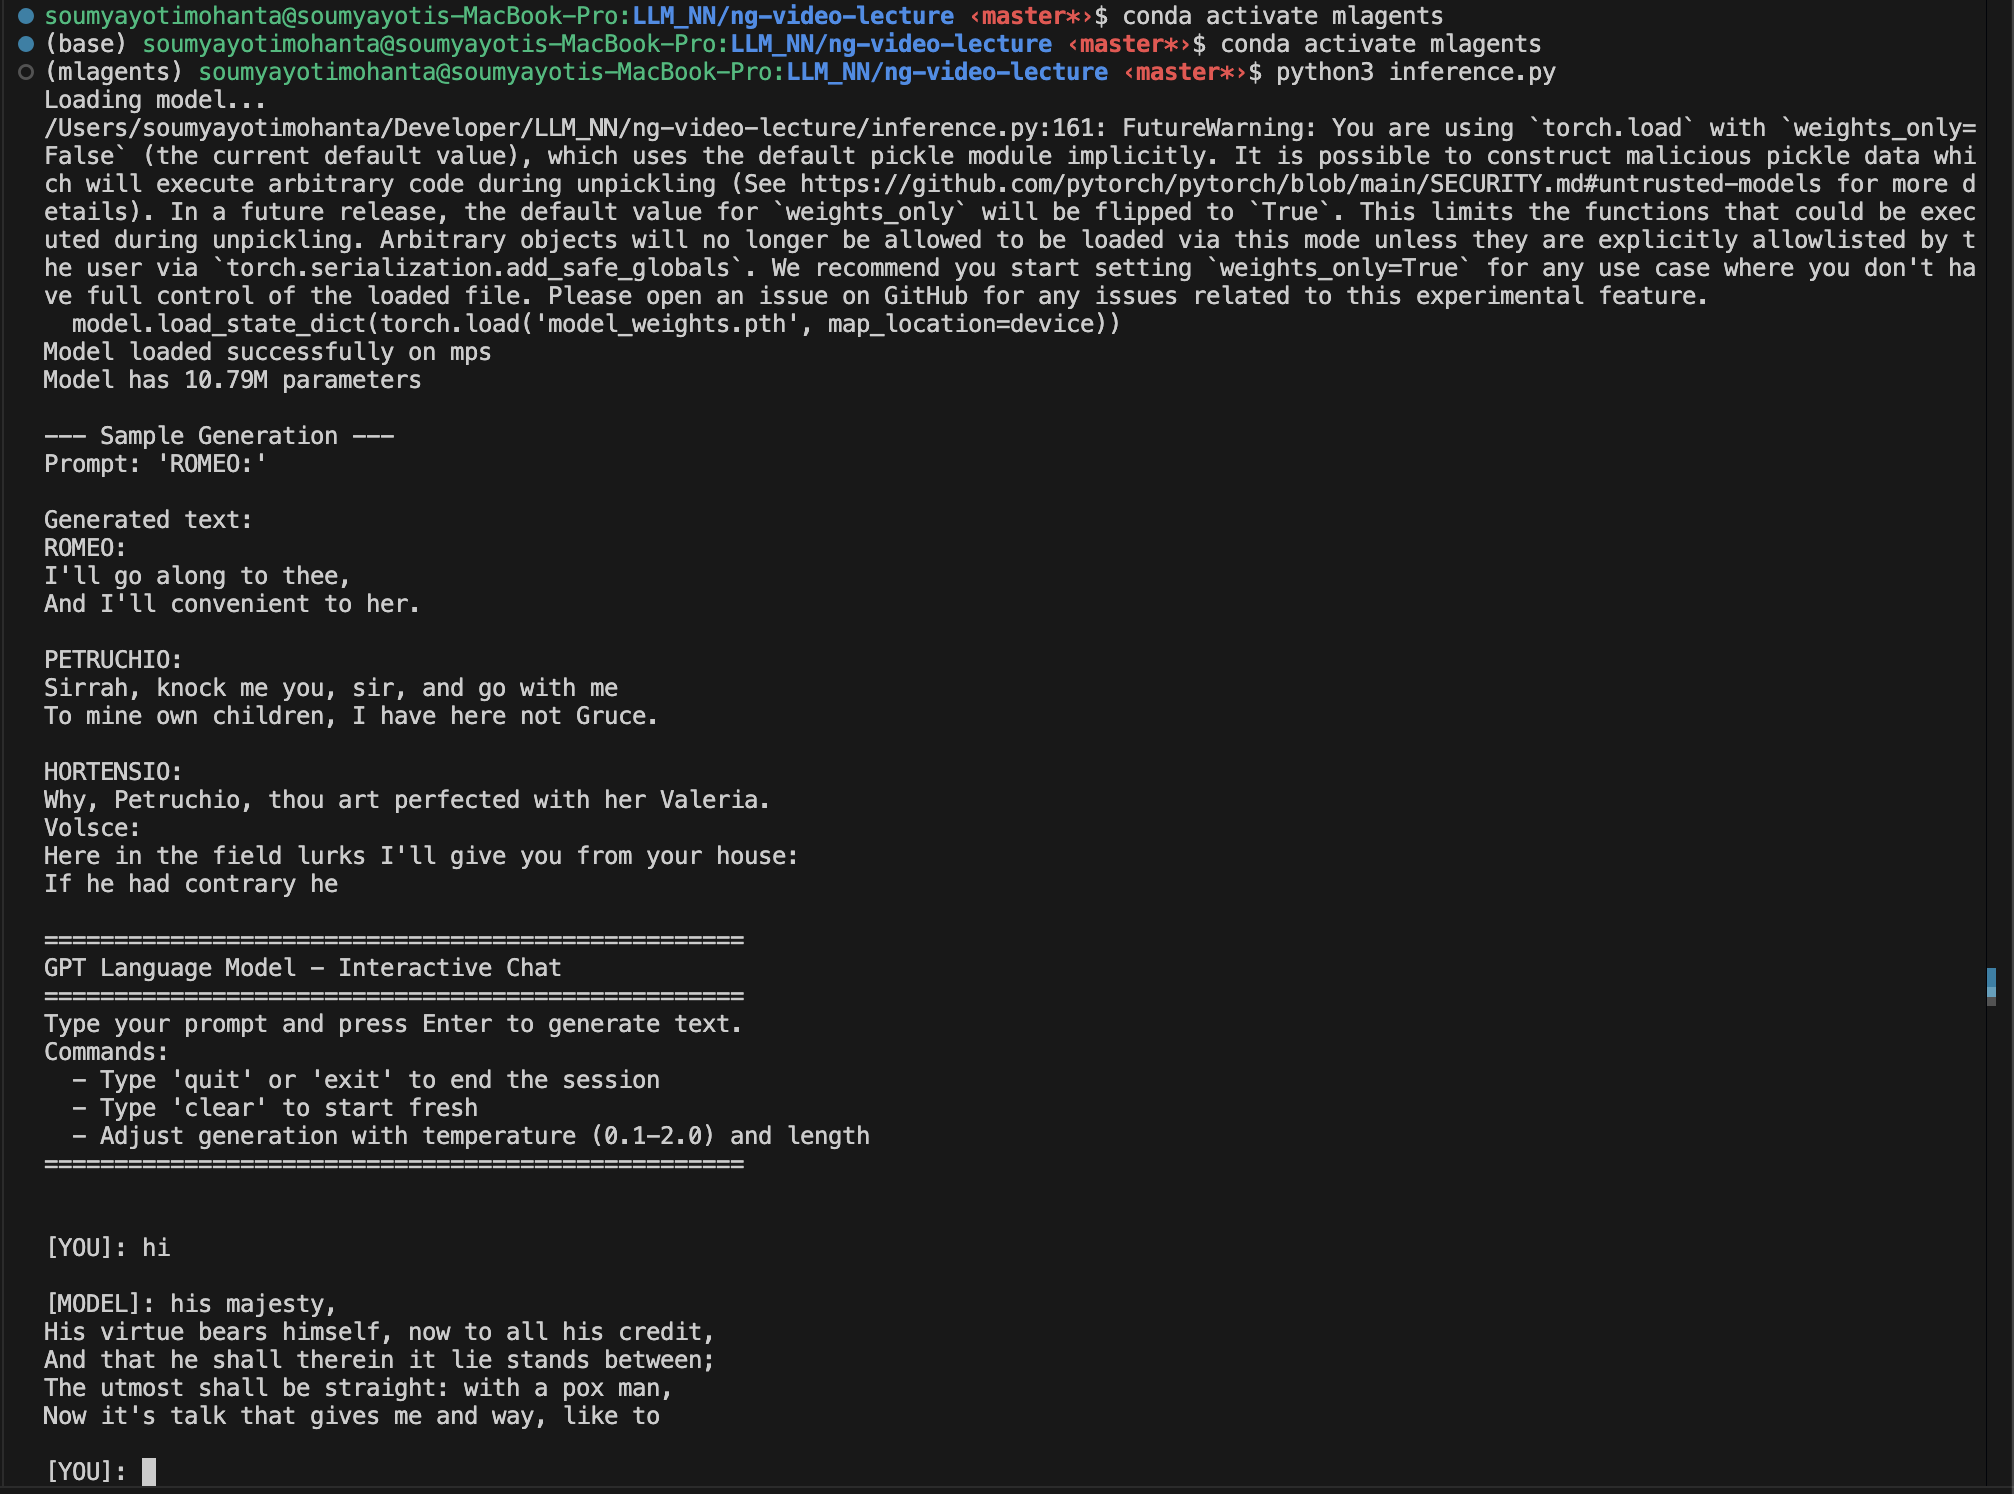 soumyayotimohanta@soumyayotis-MacBook-Pro:LLM_NN/ng-video-lecture ‹master*›$ conda activate mlagents
(base) soumyayotimohanta@soumyayotis-MacBook-Pro:LLM_NN/ng-video-lecture ‹master*›$ conda activate mlagents
(mlagents) soumyayotimohanta@soumyayotis-MacBook-Pro:LLM_NN/ng-video-lecture ‹master*›$ python3 inference.py
Loading model...
/Users/soumyayotimohanta/Developer/LLM_NN/ng-video-lecture/inference.py:161: FutureWarning: You are using `torch.load` with `weights_only=
False` (the current default value), which uses the default pickle module implicitly. It is possible to construct malicious pickle data whi
ch will execute arbitrary code during unpickling (See https://github.com/pytorch/pytorch/blob/main/SECURITY.md#untrusted-models for more d
etails). In a future release, the default value for `weights_only` will be flipped to `True`. This limits the functions that could be exec
uted during unpickling. Arbitrary objects will no longer be allowed to be loaded via this mode unless they are explicitly allowlisted by t
he user via `torch.serialization.add_safe_globals`. We recommend you start setting `weights_only=True` for any use case where you don't ha
ve full control of the loaded file. Please open an issue on GitHub for any issues related to this experimental feature.
  model.load_state_dict(torch.load('model_weights.pth', map_location=device))
Model loaded successfully on mps
Model has 10.79M parameters

--- Sample Generation ---
Prompt: 'ROMEO:'

Generated text:
ROMEO:
I'll go along to thee,
And I'll convenient to her.

PETRUCHIO:
Sirrah, knock me you, sir, and go with me
To mine own children, I have here not Gruce.

HORTENSIO:
Why, Petruchio, thou art perfected with her Valeria.
Volsce:
Here in the field lurks I'll give you from your house:
If he had contrary he

==================================================
GPT Language Model - Interactive Chat
==================================================
Type your prompt and press Enter to generate text.
Commands:
  - Type 'quit' or 'exit' to end the session
  - Type 'clear' to start fresh
  - Adjust generation with temperature (0.1-2.0) and length
==================================================

[YOU]: hi

[MODEL]: his majesty,
His virtue bears himself, now to all his credit,
And that he shall therein it lie stands between;
The utmost shall be straight: with a pox man,
Now it's talk that gives me and way, like to

[YOU]: